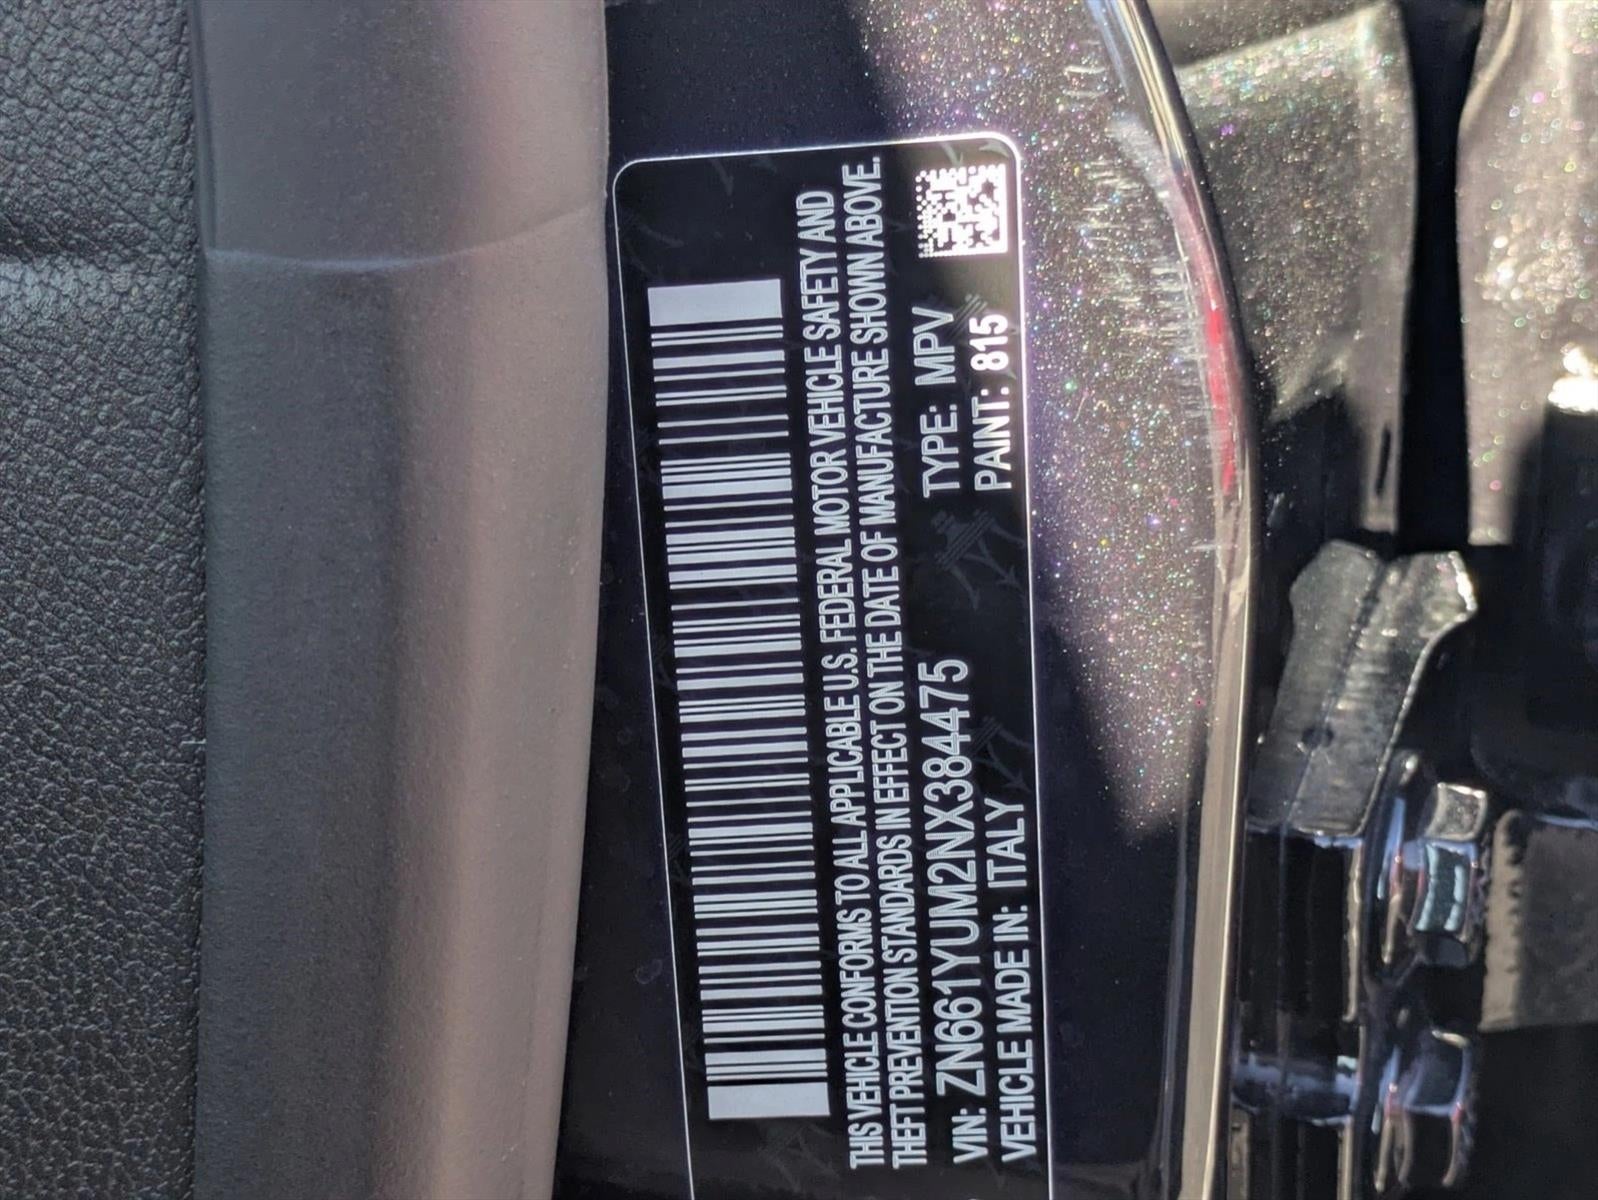 THIS VEHICLE CONFORMS TO ALL APPLICABLE U.S. FEDERAL MOTOR VEHICLE SAFETY AND
THEFT PREVENTION STANDARDS IN EFFECT ON THE DATE OF MANUFACTURE SHOWN ABOVE.
VIN: ZN661YUM2NX384475 TYPE: MPV
VEHICLE MADE IN: ITALY PAINT: 815